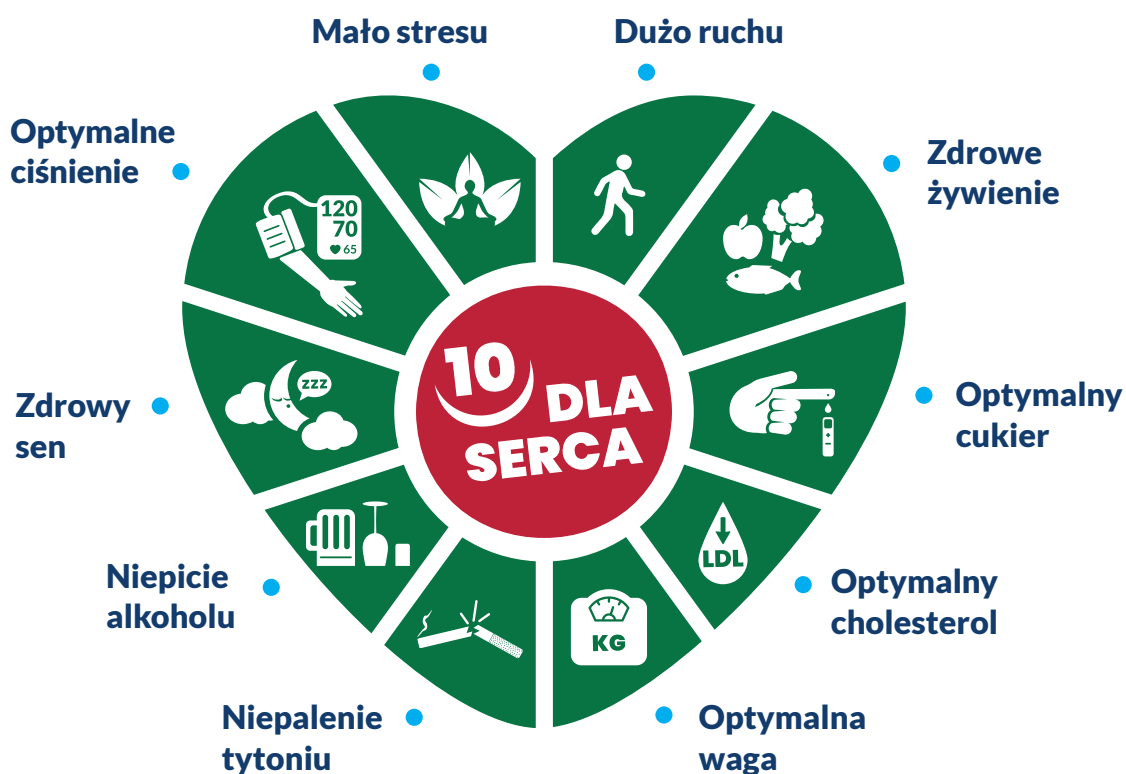 Mało stresu
Dużo ruchu
Optymalne
ciśnienie
Zdrowe
żywienie
120
70
65
10
DLA
SERCA
zzz
Zdrowy
sen
Optymalny
cukier
LDL
Niepicie
alkoholu
Optymalny
cholesterol
KG
Niepalenie
tytoniu
Optymalna
waga